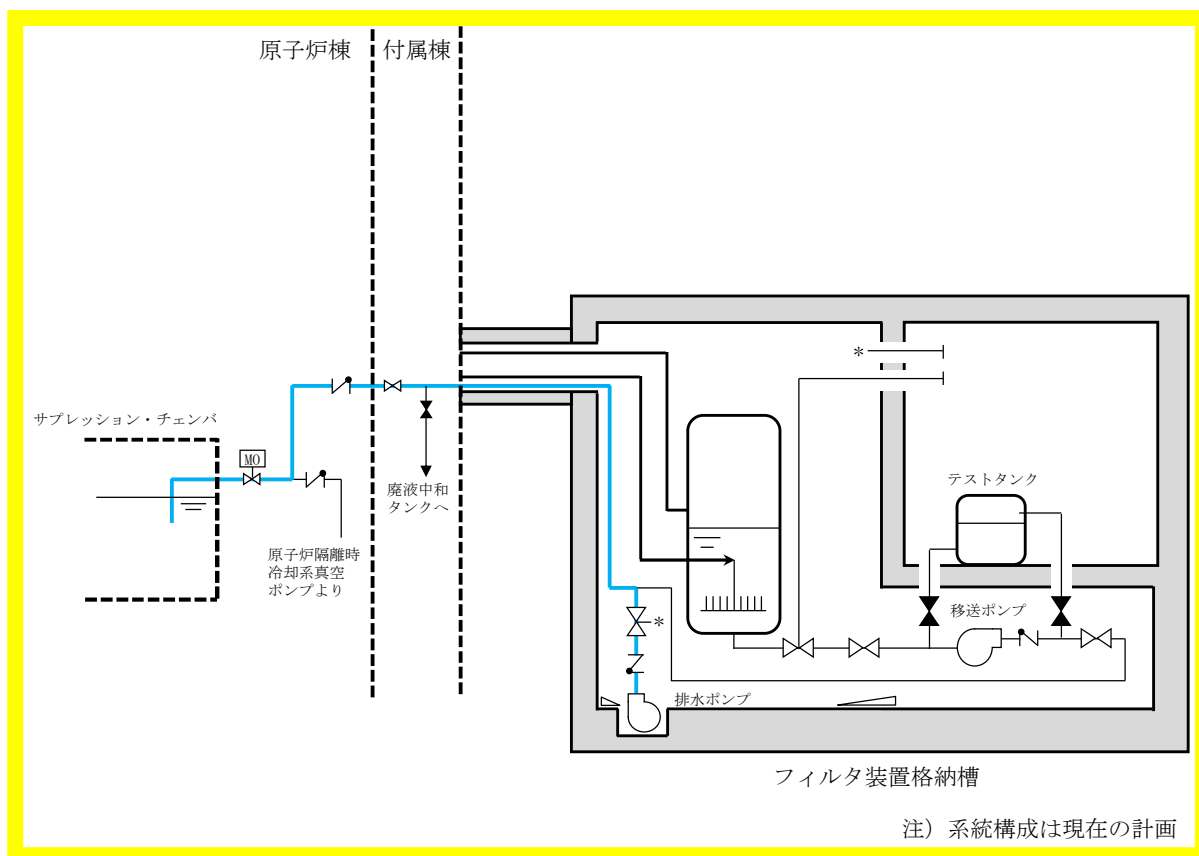 原子炉棟
付属棟
サプレッション・チェンバ
MO
原子炉隔離時
冷却系真空
ポンプより
廃液中和
タンクへ
*
テストタンク
移送ポンプ
*
排水ポンプ
フィルタ装置格納槽
注）系統構成は現在の計画